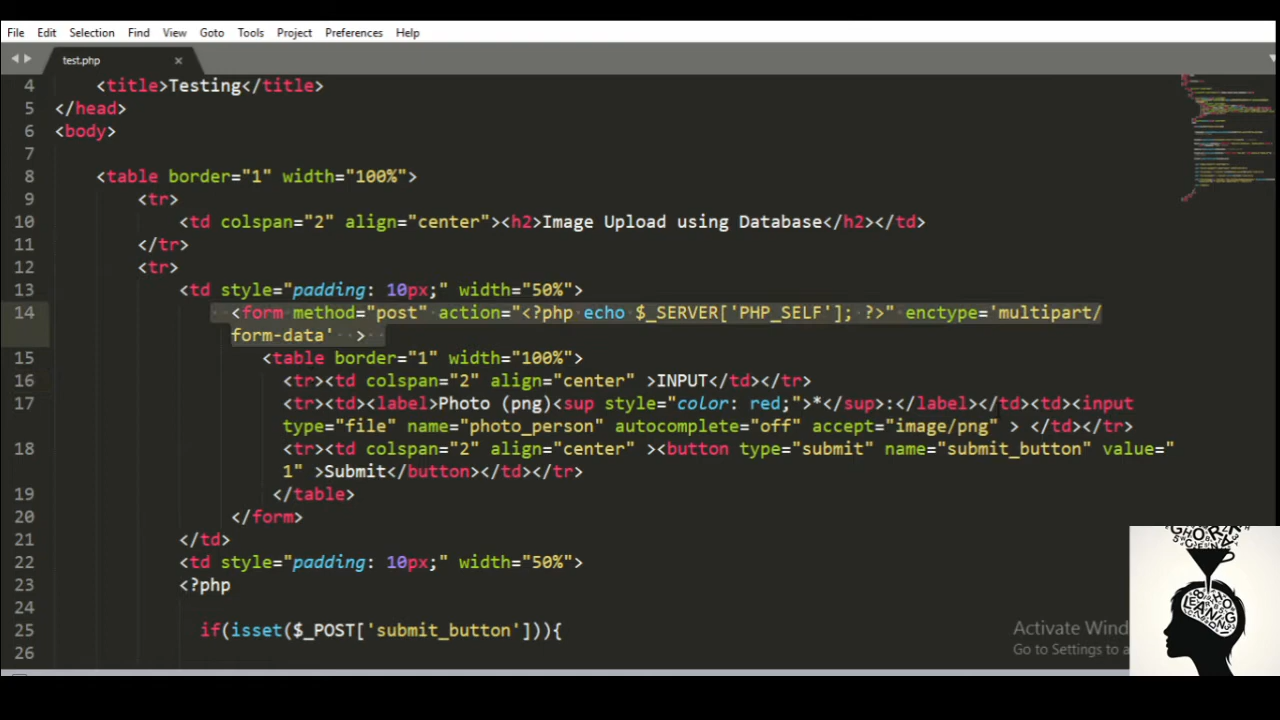 File Edit Selection Find View Goto Tools Project Preferences Help
test.php ×
4 <title>Testing</title>
5 </head>
6 <body>
7
8 <table border="1" width="100%">
9 <tr>
10 <td colspan="2" align="center"><h2>Image Upload using Database</h2></td>
11 </tr>
12 <tr>
13 <td style="padding: 10px;" width="50%">
14 <form method="post" action="<?php echo $_SERVER['PHP_SELF']; ?>" enctype='multipart/
form-data' >
15 <table border="1" width="100%">
16 <tr><td colspan="2" align="center" >INPUT</td></tr>
17 <tr><td><label>Photo (png)<sup style="color: red;">*</sup>:</label></td><td><input
type="file" name="photo_person" autocomplete="off" accept="image/png" > </td></tr>
18 <tr><td colspan="2" align="center" ><button type="submit" name="submit_button" value="
1" >Submit</button></td></tr>
19 </table>
20 </form>
21 </td>
22 <td style="padding: 10px;" width="50%">
23 <?php
24
25 if(isset($_POST['submit_button'])){
26
Activate Wind
Go to Settings to a
LEARNING